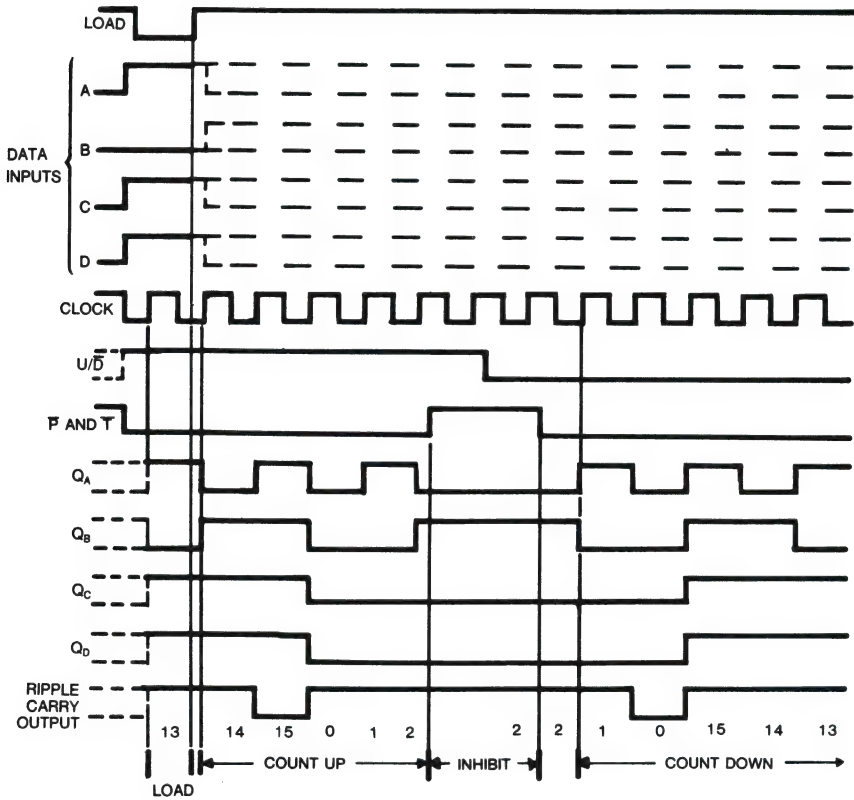 LOAD
A
B
DATA
INPUTS
C
D
CLOCK
U/D̅
P̅ AND T̅
QA
QB
QC
QD
RIPPLE
CARRY
OUTPUT
13 14 15 0 1 2 2 2 1 0 15 14 13
COUNT UP INHIBIT COUNT DOWN
LOAD